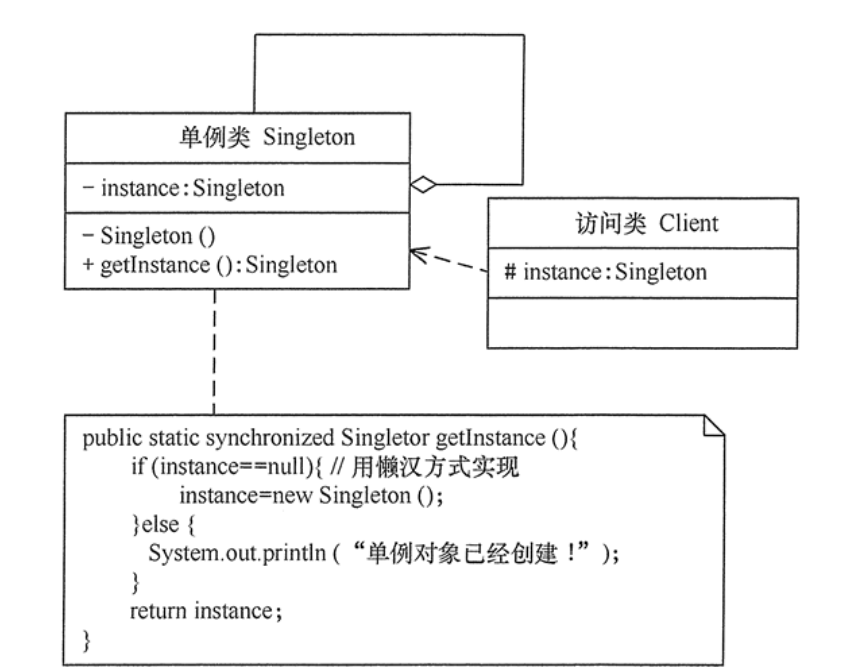 单例类 Singleton
- instance:Singleton
- Singleton ()
+ getInstance ():Singleton
访问类 Client
# instance:Singleton
public static synchronized Singletor getInstance (){
if (instance==null){ // 用懒汉方式实现
instance=new Singleton ();
}else {
System.out.println ( “单例对象已经创建！” );
}
return instance;
}